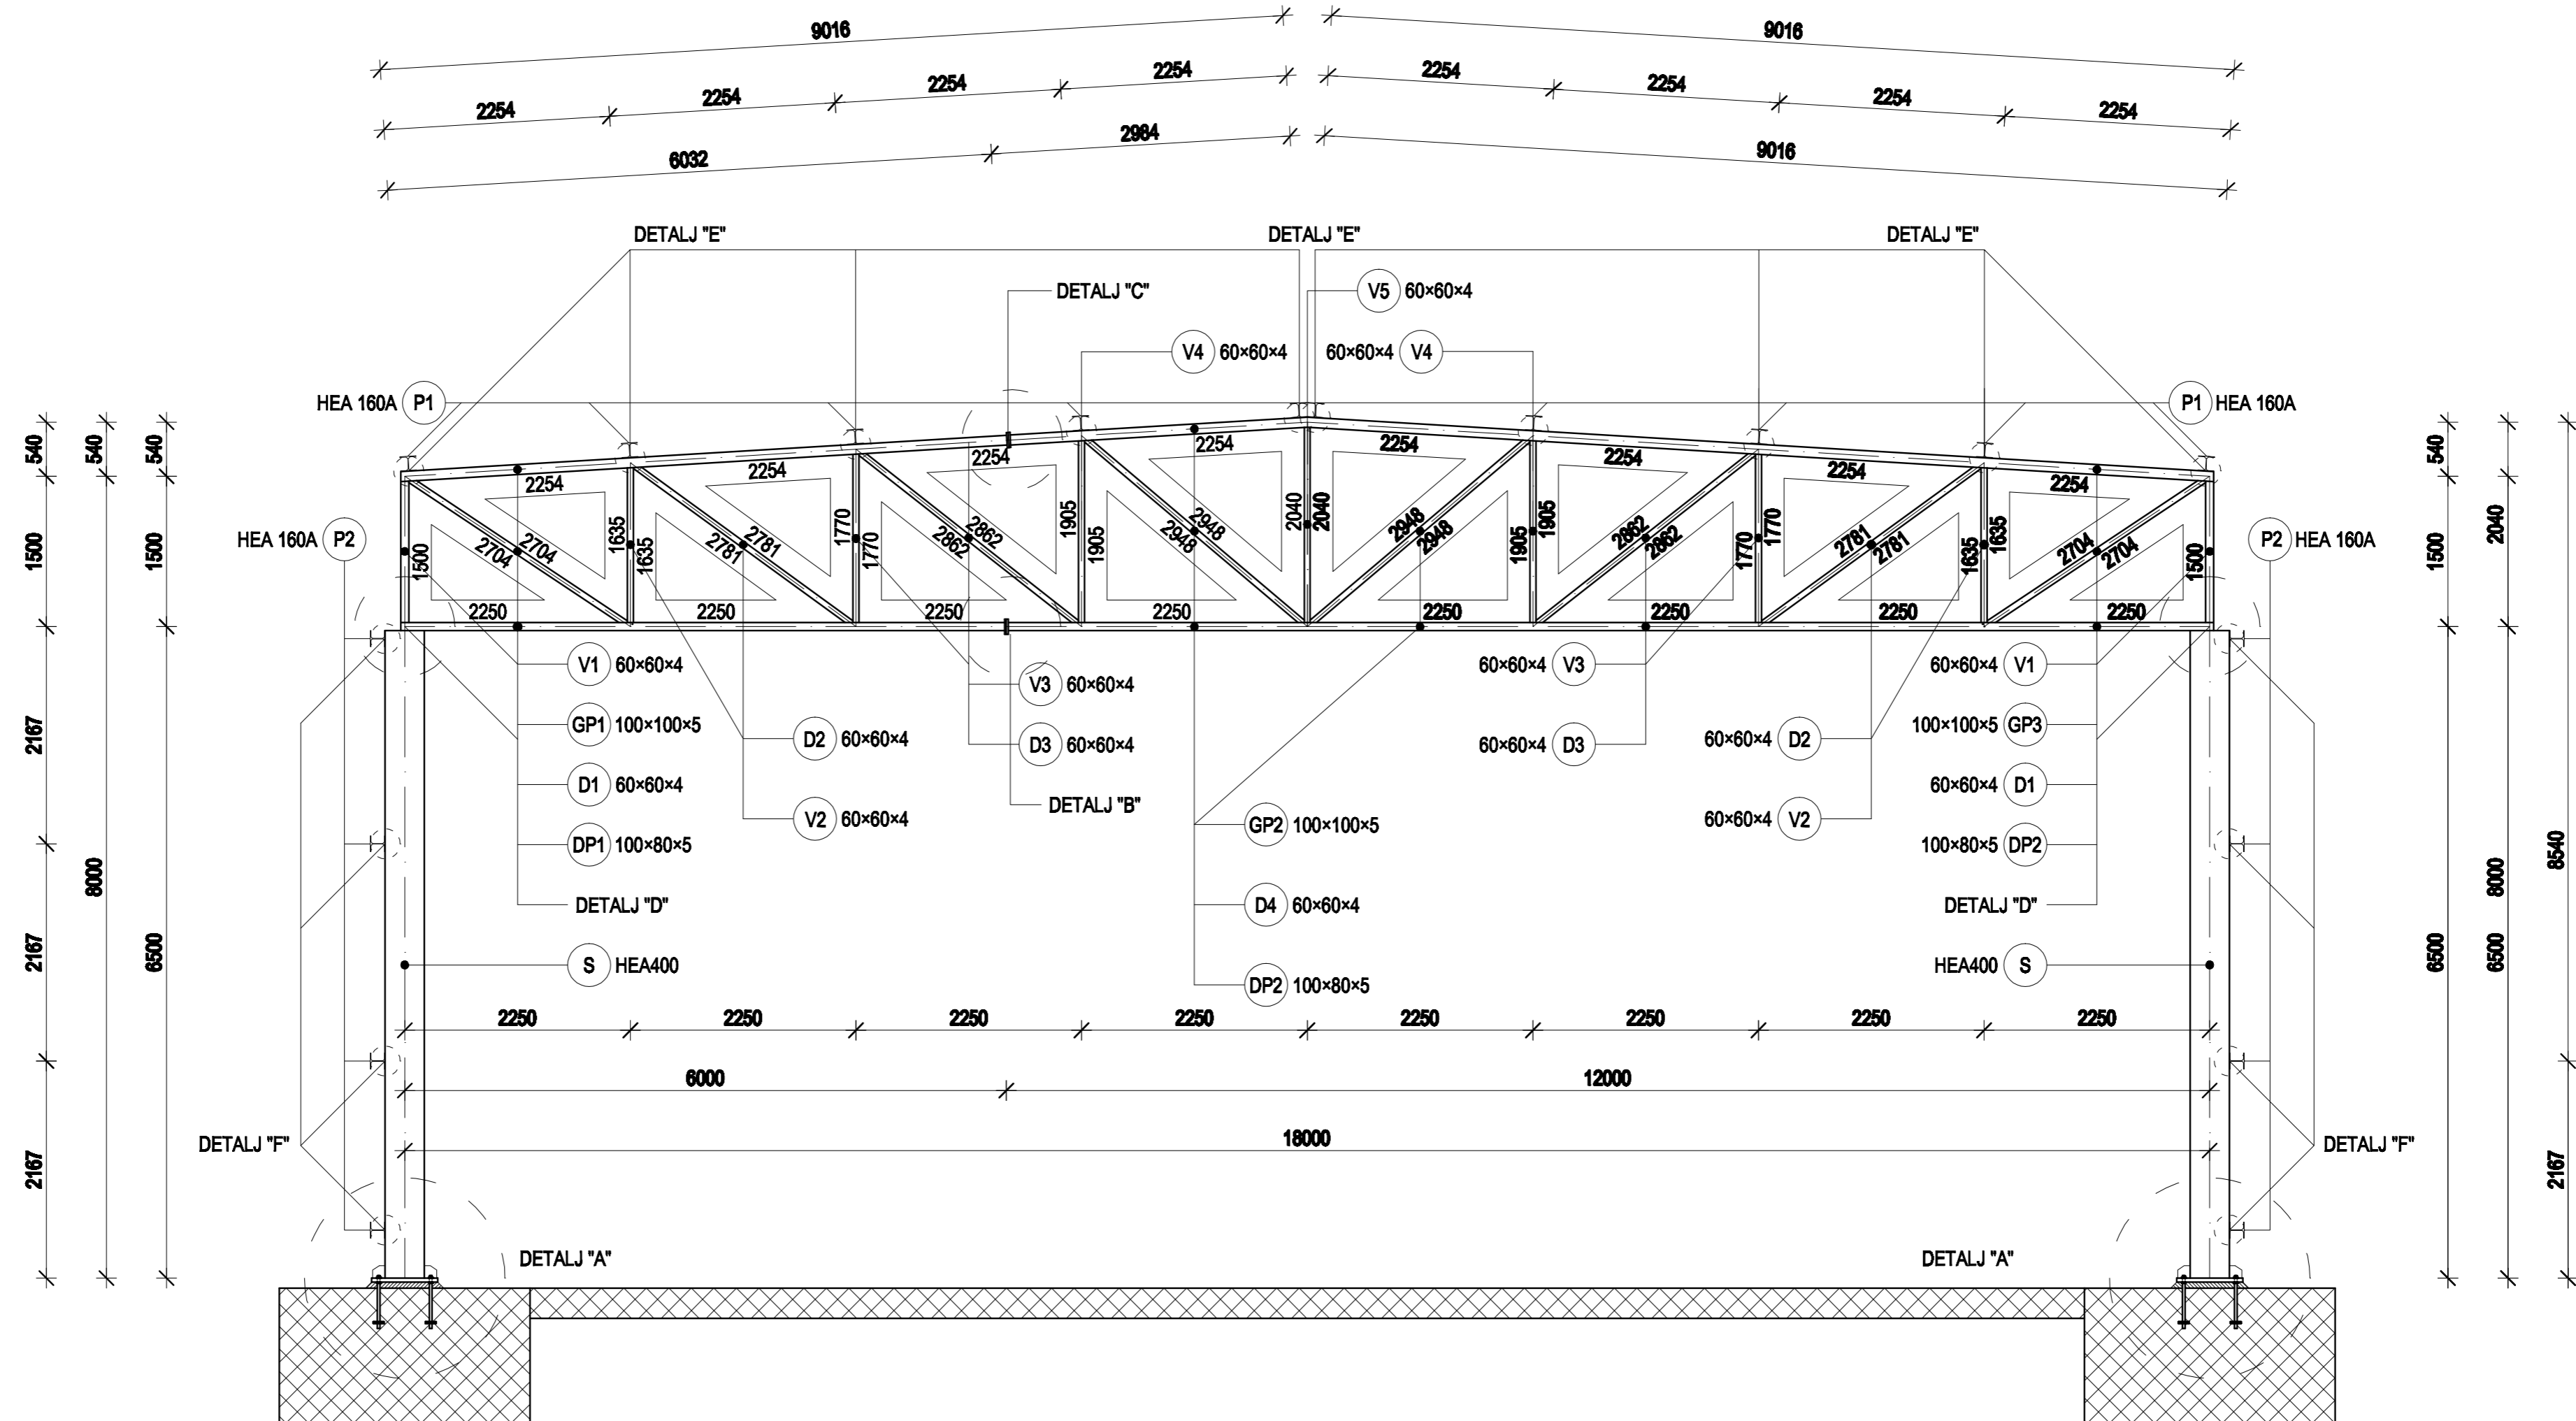 9016 9016
2254 2254 2254 2254 2254 2254 2254 2254
6032 2984 9016
DETALJ "E" DETALJ "E" DETALJ "E"
DETALJ "C" V5 60×60×4
V4 60×60×4 60×60×4 V4
HEA 160A P1 P1 HEA 160A
540 540 540 540 2040 8540
1500 1500 1500
HEA 160A P2 P2 HEA 160A
2254 2254 2254 2254 2254 2254 2254 2254
1500 1635 1635 1770 1770 1905 1905 2040 2040 1905 1905 1770 1770 1635 1635 1500
2704 2704 2781 2781 2862 2862 2948 2948 2948 2948 2862 2862 2781 2781 2704 2704
2250 2250 2250 2250 2250 2250 2250 2250
V1 60×60×4 V3 60×60×4 60×60×4 V3 60×60×4 V1
GP1 100×100×5 D2 60×60×4 D3 60×60×4 60×60×4 D3 60×60×4 D2 100×100×5 GP3
D1 60×60×4 60×60×4 D1
V2 60×60×4 DETALJ "B" GP2 100×100×5 60×60×4 V2
DP1 100×80×5 100×80×5 DP2
DETALJ "D" D4 60×60×4 DETALJ "D"
S HEA400 DP2 100×80×5 HEA400 S
2167 2167 2167 8000 6500 6500 8000 6500 2167
2250 2250 2250 2250 2250 2250 2250 2250
6000 12000
18000
DETALJ "F" DETALJ "F"
DETALJ "A" DETALJ "A"